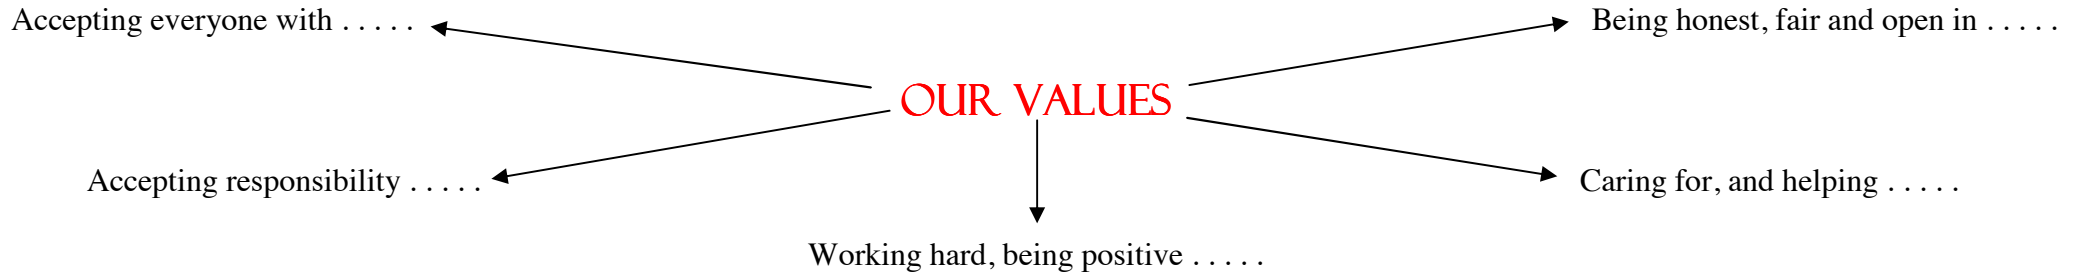 Accepting everyone with . . . . .
Being honest, fair and open in . . . . .
OUR VALUES
Accepting responsibility . . . . .
Caring for, and helping . . . . .
Working hard, being positive . . . . .